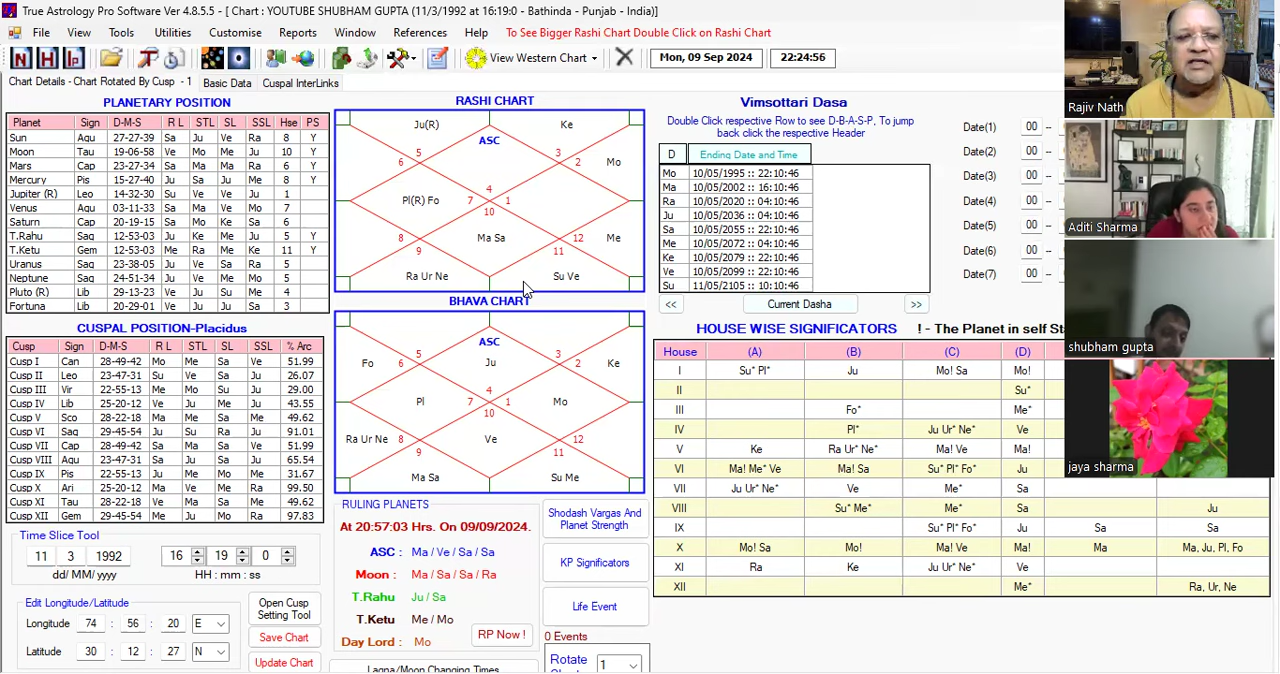 True Astrology Pro Software Ver 4.8.5.5 - [ Chart : YOUTUBE SHUBHAM GUPTA (11/3/1992 at 16:19:0 - Bathinda - Punjab - India)]
File View Tools Utilities Customise Reports Window References Help To See Bigger Rashi Chart Double Click on Rashi Chart
N H Ip View Western Chart Mon, 09 Sep 2024 22:24:56
Chart Details - Chart Rotated By Cusp - 1 Basic Data Cuspal InterLinks
PLANETARY POSITION
Planet Sign D-M-S R L STL SL SSL Hse PS
Sun Aqu 27-27-39 Sa Ju Ve Ra 8 Y
Moon Tau 19-06-58 Ve Mo Me Ju 10 Y
Mars Cap 23-27-34 Sa Ma Ra Ra 6 Y
Mercury Pis 15-27-40 Ju Sa Ju Me 8 Y
Jupiter (R) Leo 14-32-30 Su Ve Ve Ju 1
Venus Aqu 03-11-33 Sa Ma Ve Mo 7
Saturn Cap 20-19-15 Sa Mo Ke Sa 6
T.Rahu Sag 12-53-03 Ju Ke Me Ju 5 Y
T.Ketu Gem 12-53-03 Me Ra Me Ke 11 Y
Uranus Sag 23-38-05 Ju Ve Sa Ra 5
Neptune Sag 24-51-34 Ju Ve Me Mo 5
Pluto (R) Lib 29-13-23 Ve Ju Su Me 4
Fortuna Lib 20-29-01 Ve Ju Ju Sa 3
CUSPAL POSITION-Placidus
Cusp Sign D-M-S R L STL SL SSL % Arc
Cusp I Can 28-49-42 Mo Me Sa Ve 51.99
Cusp II Leo 23-47-31 Su Ve Sa Ju 26.07
Cusp III Vir 22-55-13 Me Mo Su Ju 29.00
Cusp IV Lib 25-20-12 Ve Ju Me Ju 43.55
Cusp V Sco 28-22-18 Ma Me Sa Me 49.62
Cusp VI Sag 29-45-54 Ju Su Ra Su 91.01
Cusp VII Cap 28-49-42 Sa Ma Sa Ve 51.99
Cusp VIII Aqu 23-47-31 Sa Ju Sa Ma 65.54
Cusp IX Pis 22-55-13 Ju Me Mo Me 31.67
Cusp X Ari 25-20-12 Ma Ve Me Ra 99.50
Cusp XI Tau 28-22-18 Ve Ma Sa Me 49.62
Cusp XII Gem 29-45-54 Me Ju Mo Ra 97.83
Time Slice Tool
11 3 1992 16 19 0
dd/ MM/ yyyy HH : mm : ss
Edit Longitude/Latitude
Longitude 74 : 56 : 20 E
Latitude 30 : 12 : 27 N
Open Cusp
Setting Tool
Save Chart
Update Chart
RASHI CHART
Ju(R) ASC Ke
6 5 3 2 Mo
Pl(R) Fo 4 7 1 10
8 9 Ma Sa 12 11 Me
Ra Ur Ne Su Ve
BHAVA CHART
ASC
Fo 6 5 Ju 3 2 Ke
Pl 4 7 1 10 Mo
Ra Ur Ne 8 9 Ve 12 11
Ma Sa Su Me
RULING PLANETS
At 20:57:03 Hrs. On 09/09/2024.
ASC : Ma / Ve / Sa / Sa
Moon : Ma / Sa / Sa / Ra
T.Rahu : Ju / Sa
T.Ketu : Me / Mo
Day Lord : Mo
RP Now !
Lagna/Moon Changing Times
Shodash Vargas And
Planet Strength
KP Significators
Life Event
0 Events
Rotate 1
Vimsottari Dasa
Double Click respective Row to see D-B-A-S-P, To jump
back click the respective Header
D Ending Date and Time
Mo 10/05/1995 :: 22:10:46
Ma 10/05/2002 :: 16:10:46
Ra 10/05/2020 :: 04:10:46
Ju 10/05/2036 :: 04:10:46
Sa 10/05/2055 :: 22:10:46
Me 10/05/2072 :: 04:10:46
Ke 10/05/2079 :: 22:10:46
Ve 10/05/2099 :: 22:10:46
Su 11/05/2105 :: 10:10:46
<< Current Dasha >>
Date(1) 00 --
Date(2) 00 --
Date(3) 00 --
Date(4) 00 --
Date(5) 00 --
Date(6) 00 --
Date(7) 00 --
HOUSE WISE SIGNIFICATORS ! - The Planet in self St
House (A) (B) (C) (D)
I Su* Pl* Ju Mo! Sa Mo!
II Su*
III Fo* Me*
IV Pl* Ju Ur* Ne* Ve
V Ke Ra Ur* Ne* Ma! Ve Ma!
VI Ma! Me* Ve Ma! Sa Su* Pl* Fo* Ju
VII Ju Ur* Ne* Ve Me* Sa
VIII Su* Me* Me* Sa Ju
IX Su* Pl* Fo* Ju Sa Sa
X Mo! Sa Mo! Ma! Ve Ma! Ma Ma, Ju, Pl, Fo
XI Ra Ke Ju Ur* Ne* Ve
XII Me* Ra, Ur, Ne
Rajiv Nath
Aditi Sharma
shubham gupta
jaya sharma